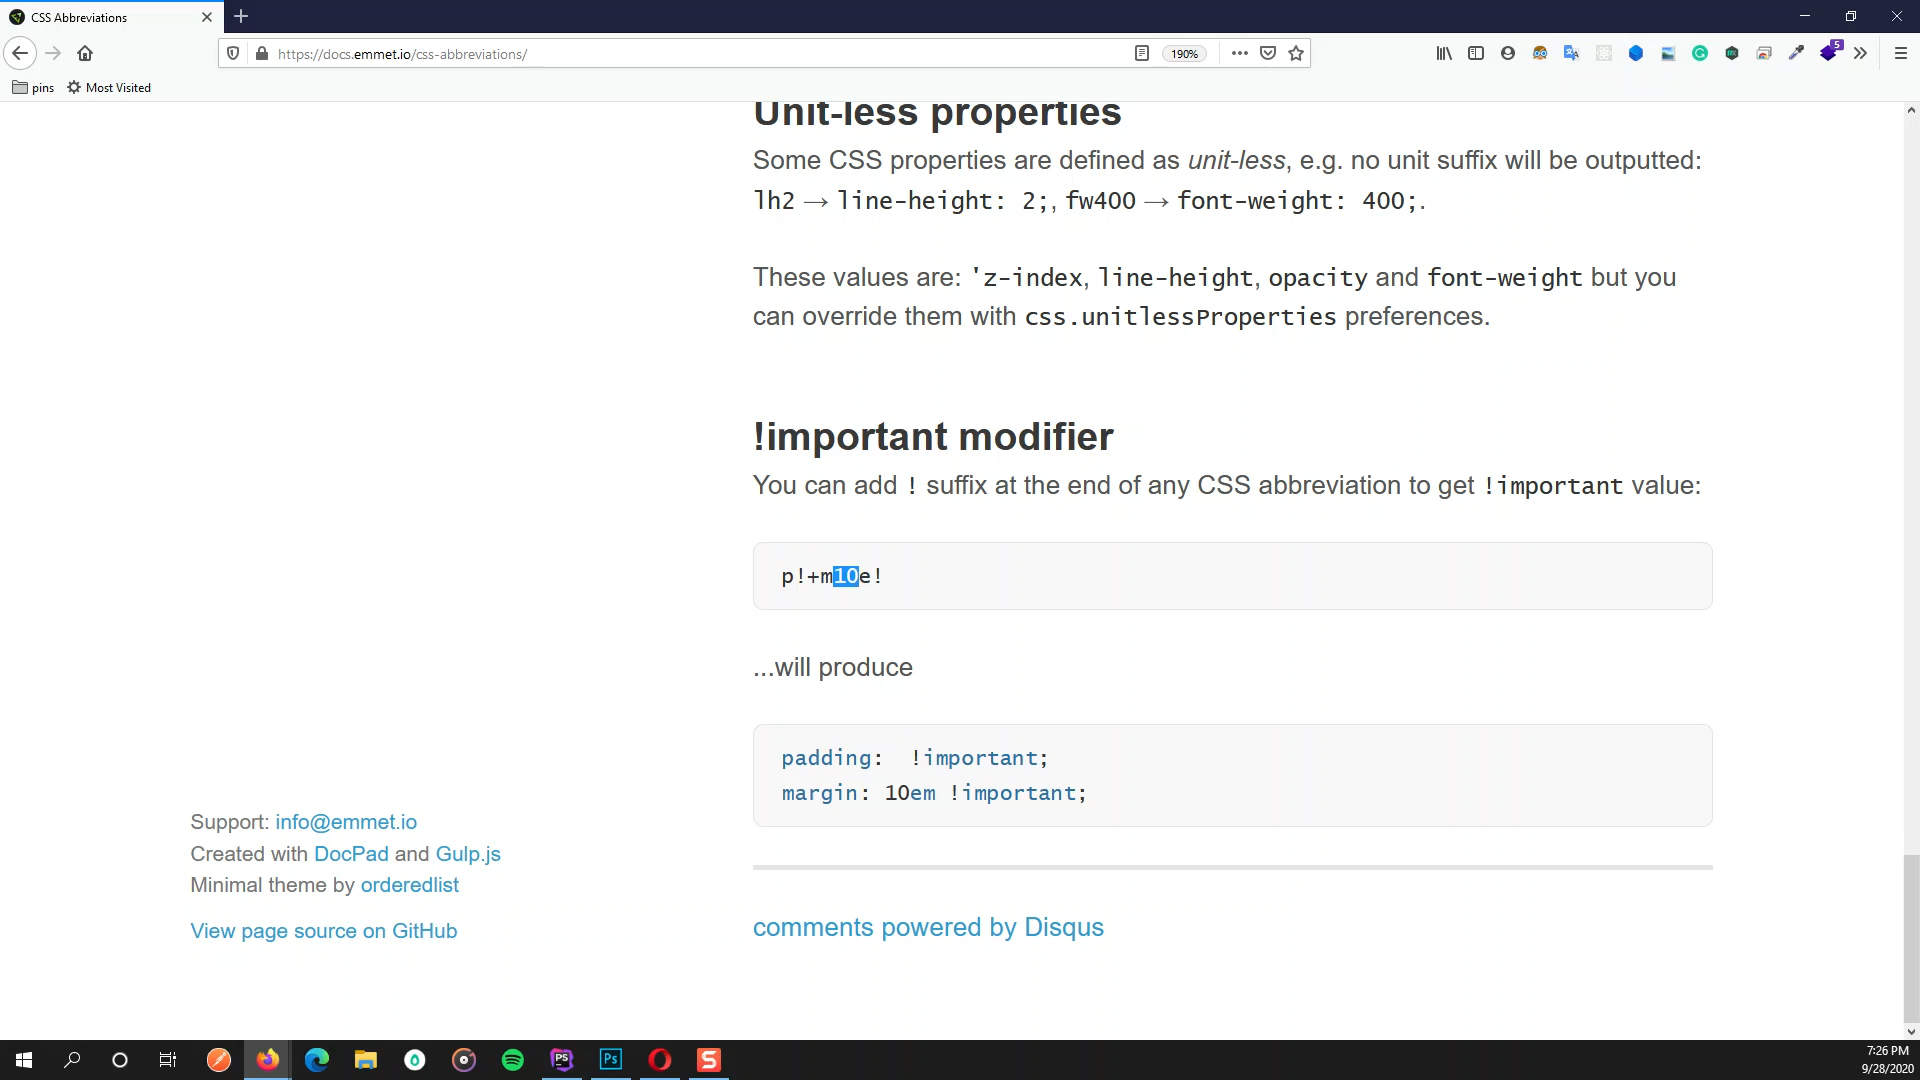 CSS Abbreviations
https://docs.emmet.io/css-abbreviations/
190%
5
pins
Most Visited
Unit-less properties
Some CSS properties are defined as unit-less, e.g. no unit suffix will be outputted:
lh2 → line-height: 2;, fw400 → font-weight: 400;.
These values are: 'z-index, line-height, opacity and font-weight but you
can override them with css.unitlessProperties preferences.
!important modifier
You can add ! suffix at the end of any CSS abbreviation to get !important value:
p!+m10e!
...will produce
padding:  !important;
margin: 10em !important;
Support: info@emmet.io
Created with DocPad and Gulp.js
Minimal theme by orderedlist
View page source on GitHub
comments powered by Disqus
PS
Ps
S
7:26 PM
9/28/2020